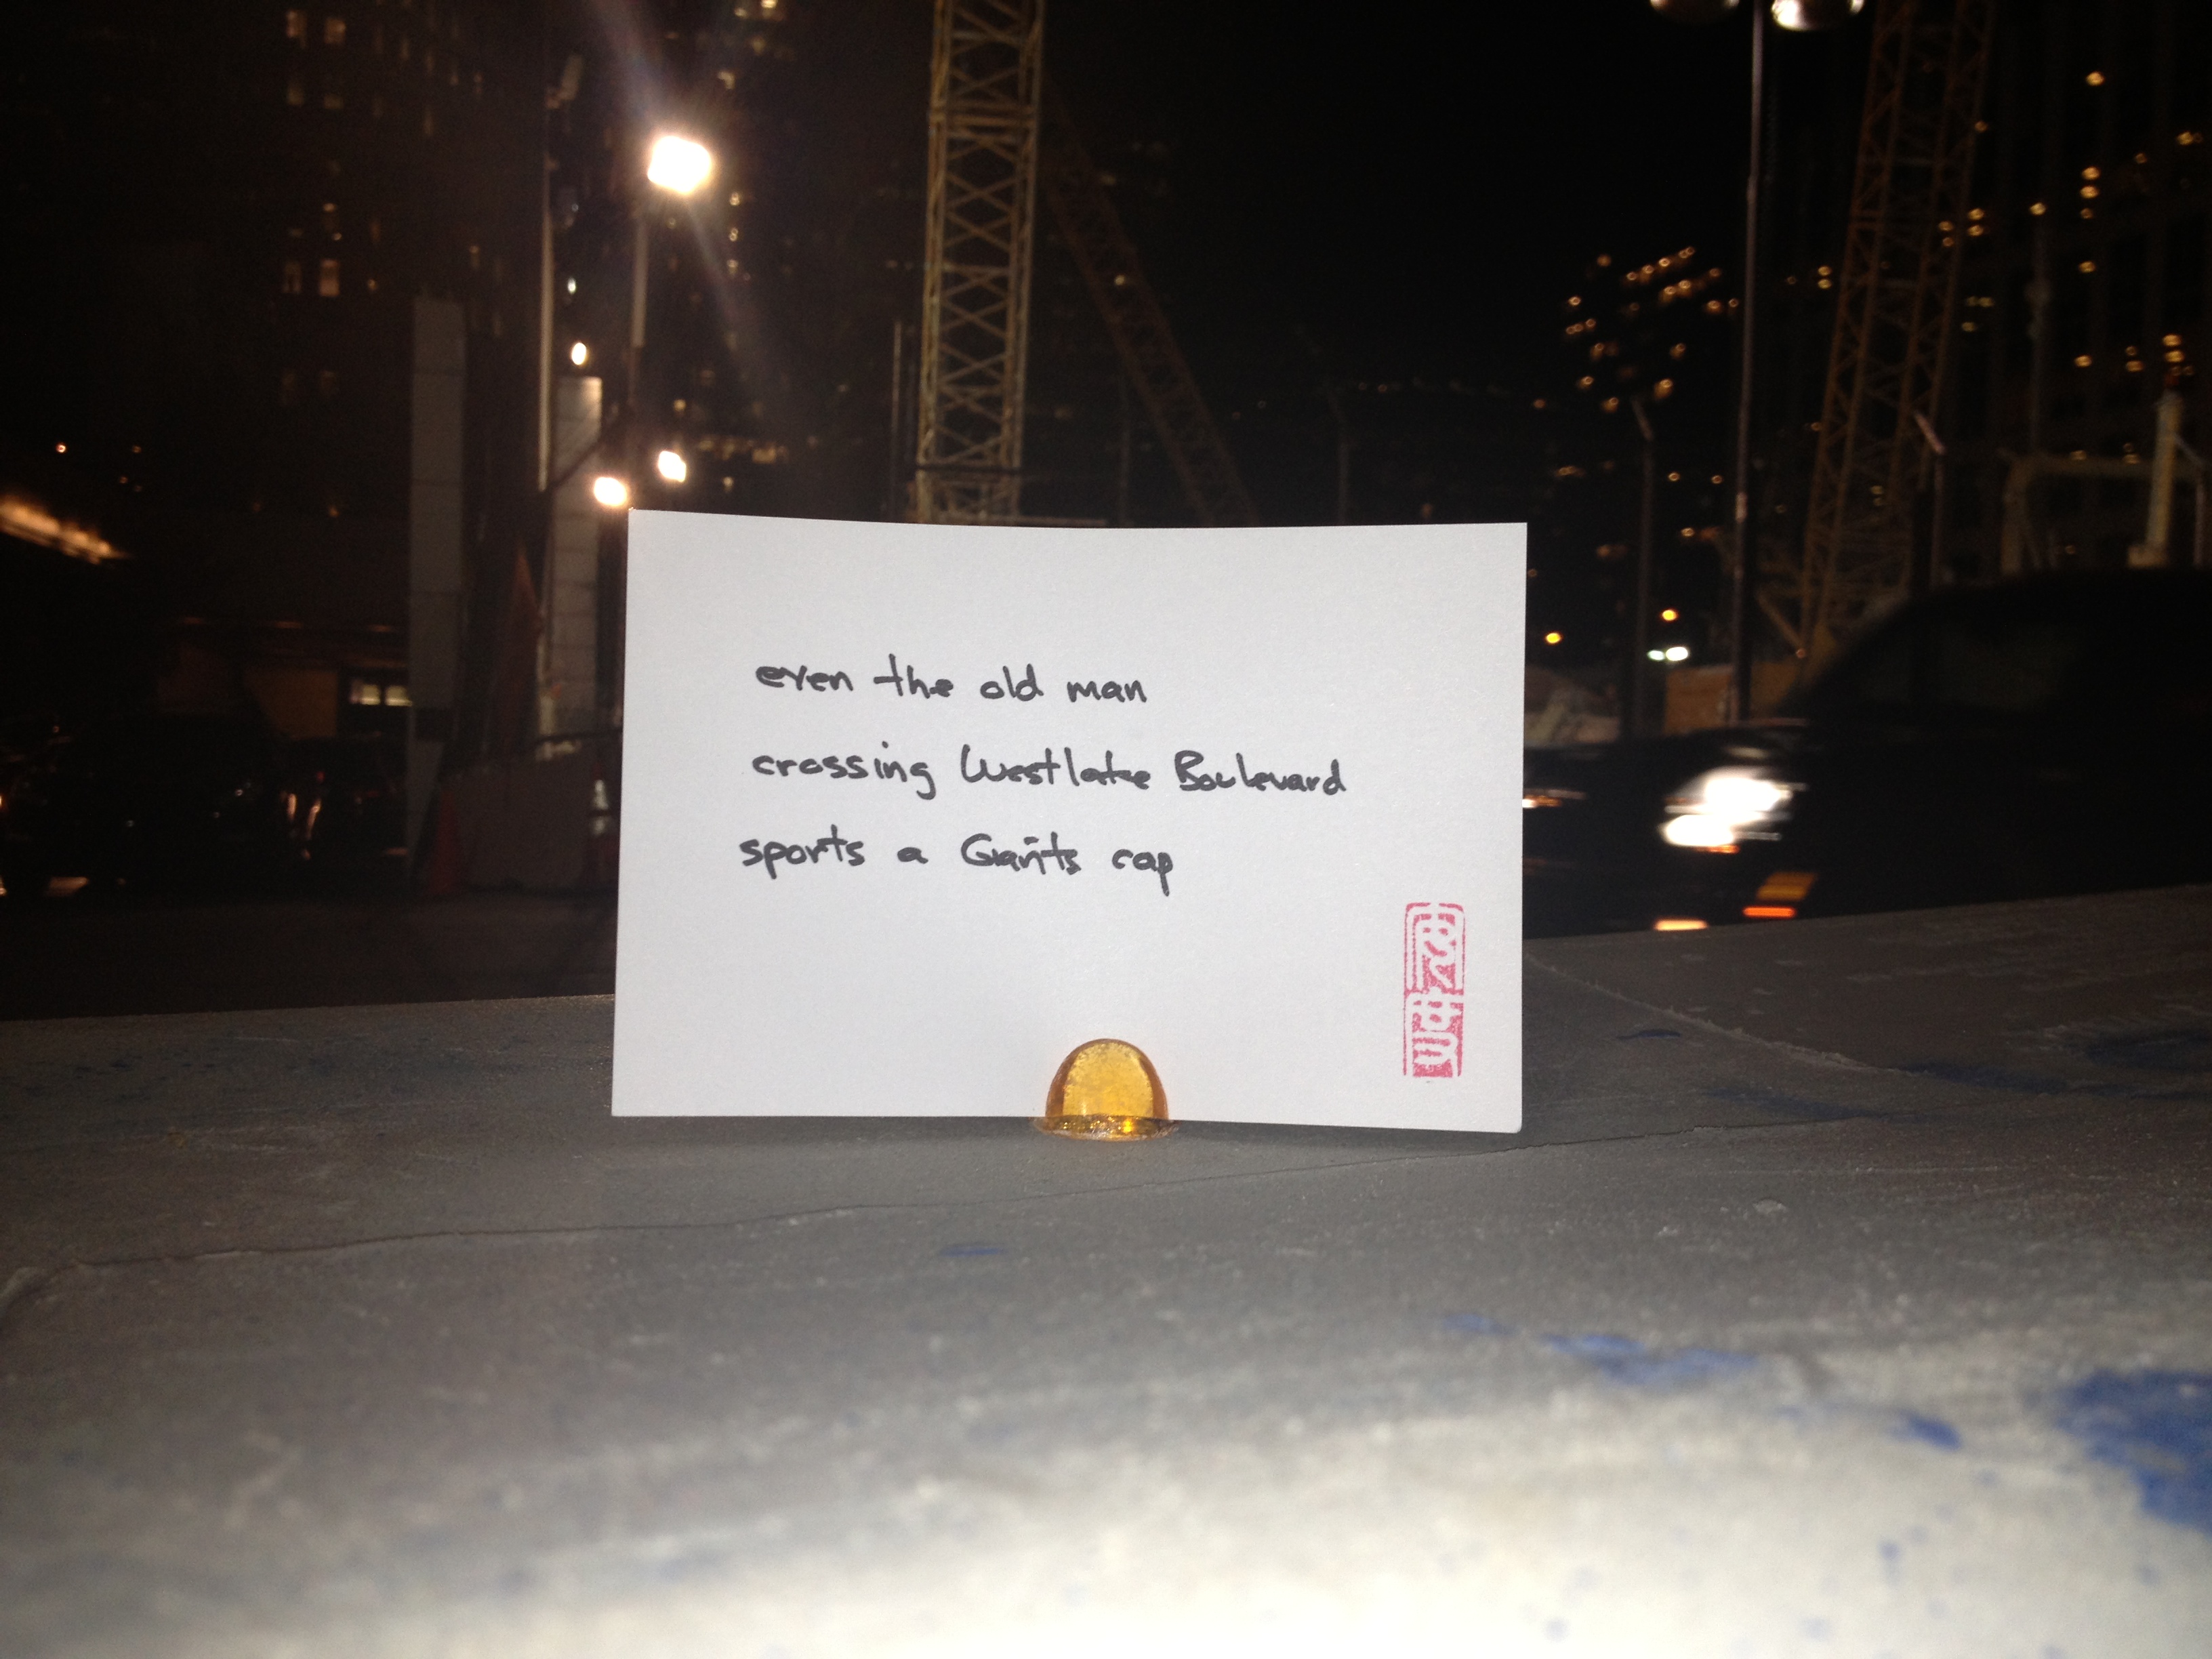 even the old man
crossing Westlake Boulevard
sports a Giants cap